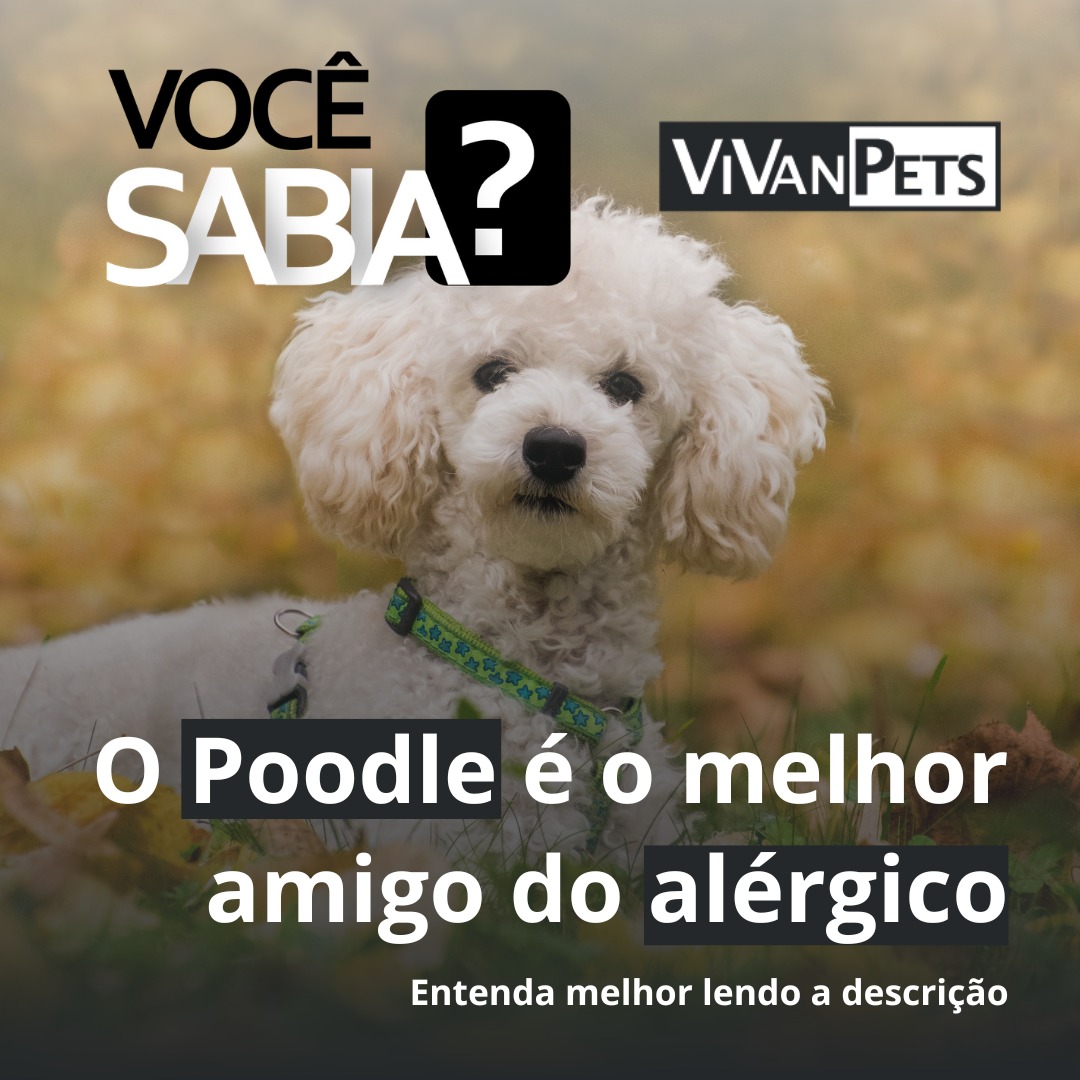 VOCÊ
SABIA?
VIVANPETS
O Poodle é o melhor
amigo do alérgico
Entenda melhor lendo a descrição